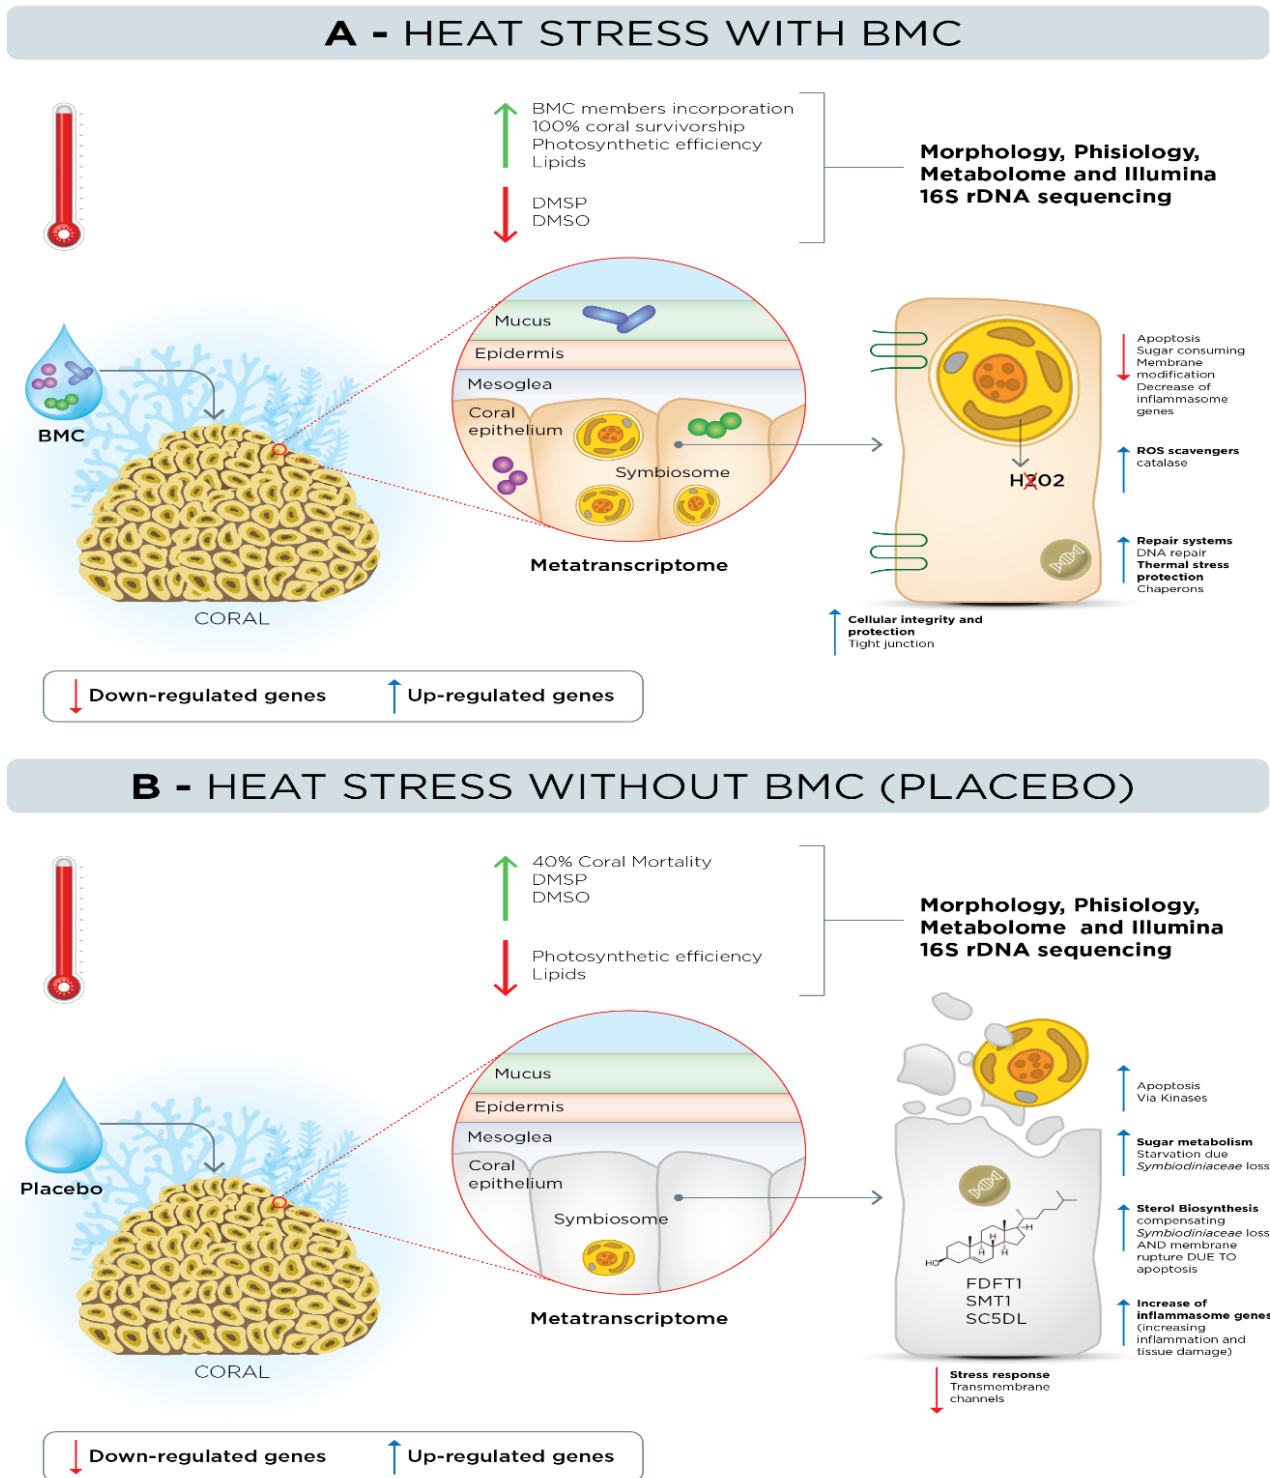 A - HEAT STRESS WITH BMC
BMC members incorporation
100% coral survivorship
Photosynthetic efficiency
Lipids
DMSP
DMSO
Morphology, Phisiology,
Metabolome and Illumina
16S rDNA sequencing
BMC
CORAL
Mucus
Epidermis
Mesoglea
Coral
epithelium
Symbiosome
Metatranscriptome
H2O2
Apoptosis
Sugar consuming
Membrane
modification
Decrease of
inflammasome
genes
ROS scavengers
catalase
Repair systems
DNA repair
Thermal stress
protection
Chaperons
Cellular integrity and
protection
Tight junction
Down-regulated genes
Up-regulated genes
B - HEAT STRESS WITHOUT BMC (PLACEBO)
40% Coral Mortality
DMSP
DMSO
Photosynthetic efficiency
Lipids
Morphology, Phisiology,
Metabolome and Illumina
16S rDNA sequencing
Placebo
CORAL
Mucus
Epidermis
Mesoglea
Coral
epithelium
Symbiosome
Metatranscriptome
H
H
H
H
HO
FDFT1
SMT1
SC5DL
Apoptosis
Via Kinases
Sugar metabolism
Starvation due
Symbiodiniaceae loss
Sterol Biosynthesis
compensating
Symbiodiniaceae loss
AND membrane
rupture DUE TO
apoptosis
Increase of
inflammasome genes
(increasing
inflammation and
tissue damage)
Stress response
Transmembrane
channels
Down-regulated genes
Up-regulated genes